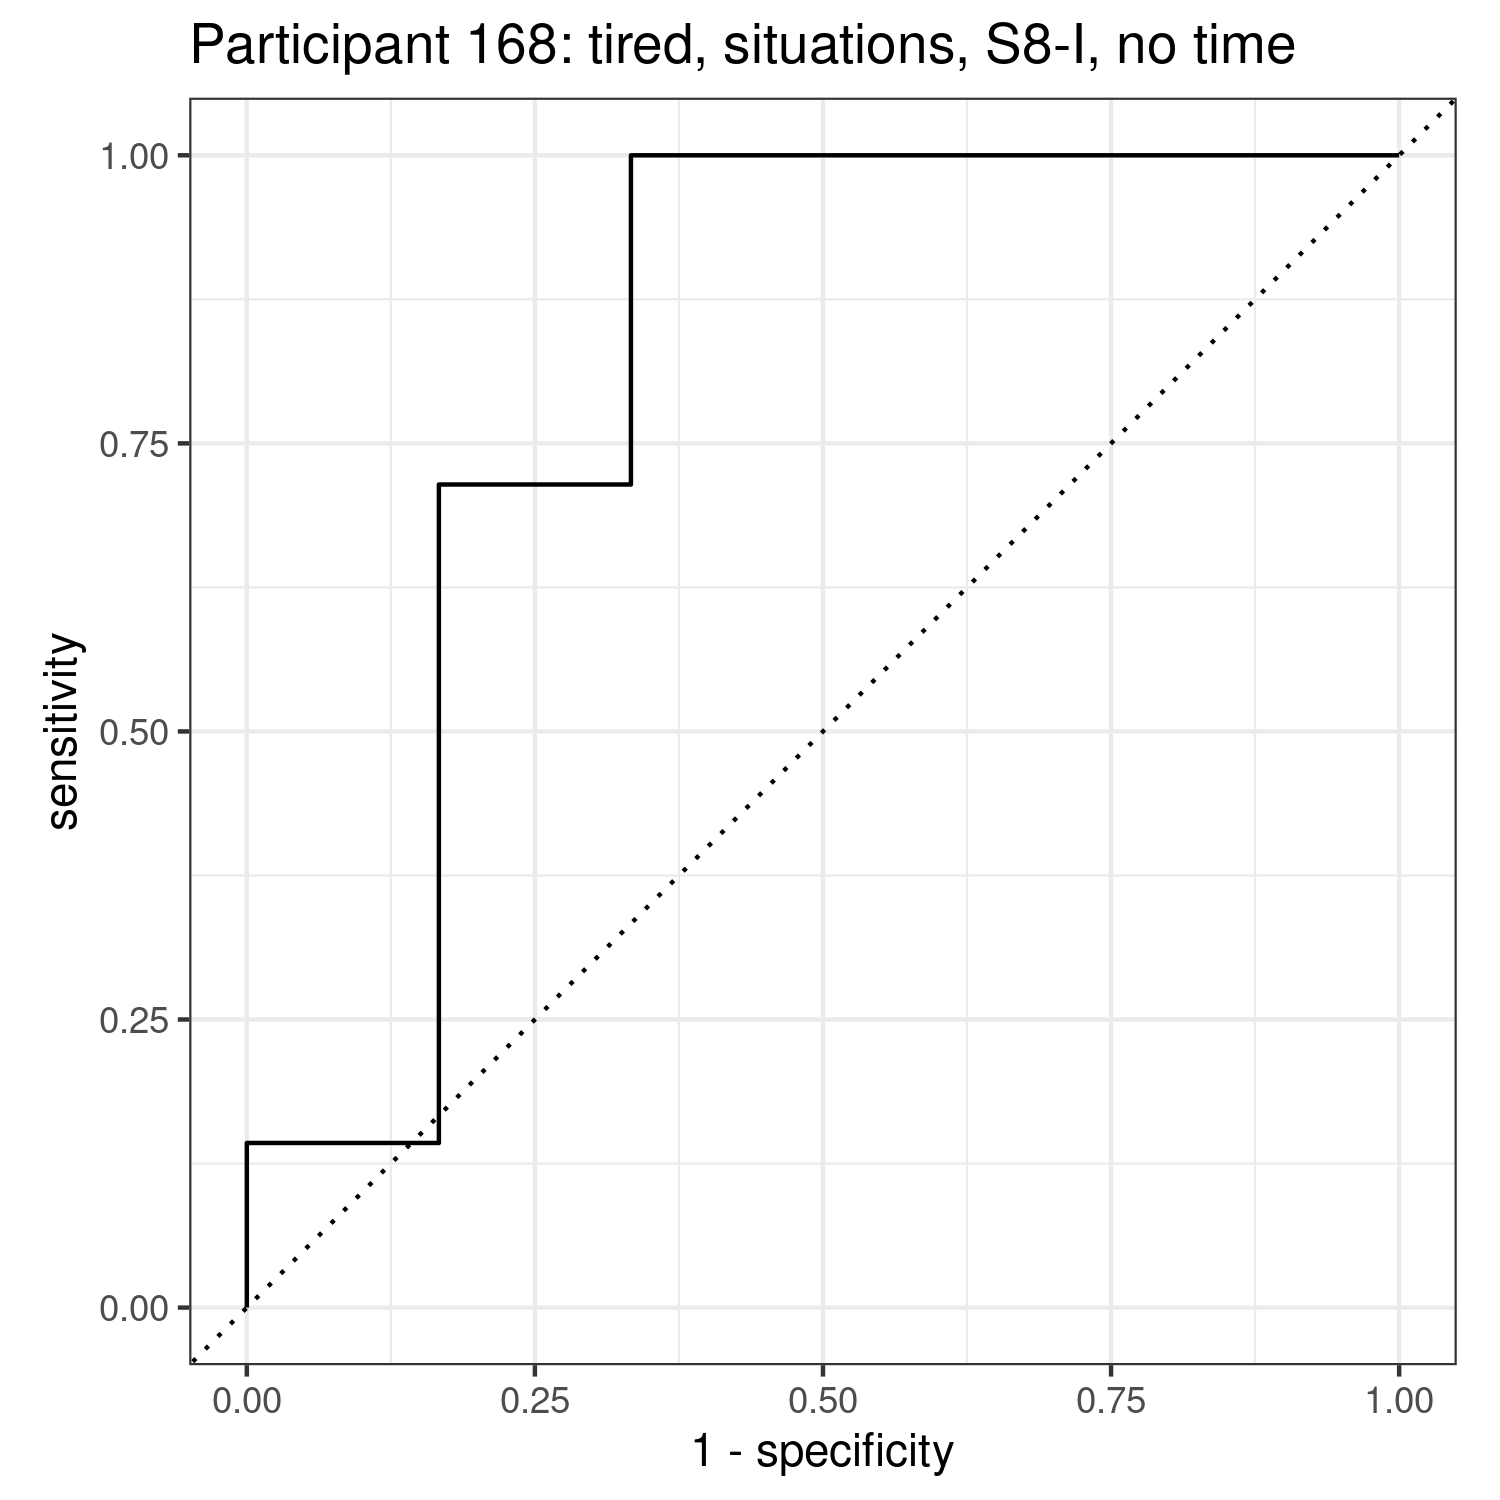 Participant 168: tired, situations, S8-I, no time
1.00
0.75
0.50
0.25
0.00
sensitivity
0.00 0.25 0.50 0.75 1.00
1 - specificity